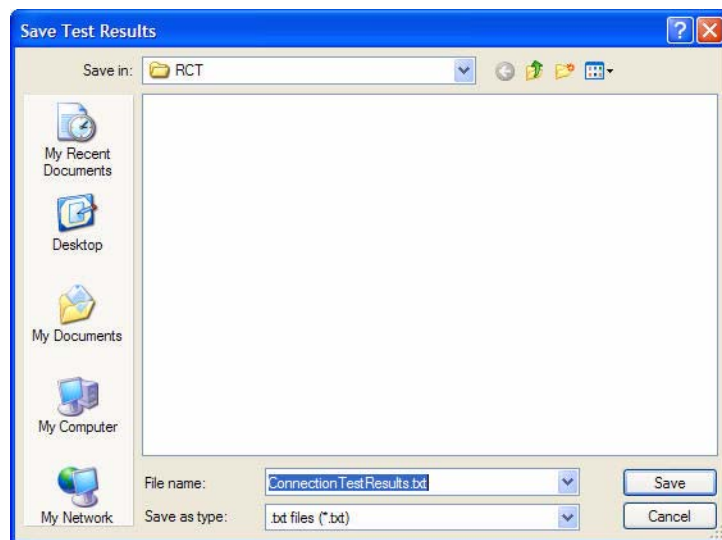 Save Test Results
Save in:
RCT
My Recent
Documents
Desktop
My Documents
My Computer
My Network
File name:
ConnectionTestResults.txt
Save
Save as type:
.txt files (*.txt)
Cancel